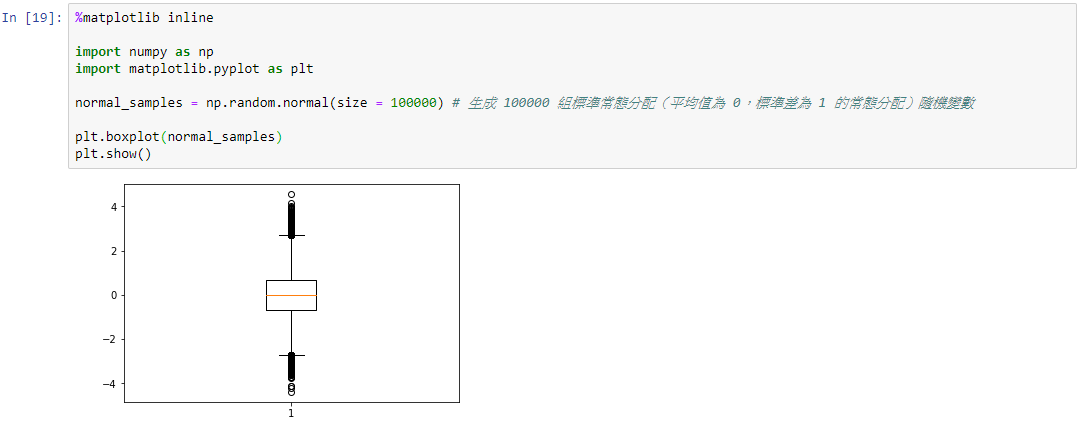 In [19]:
%matplotlib inline
import numpy as np
import matplotlib.pyplot as plt
normal_samples = np.random.normal(size = 100000) # 生成 100000 組標準常態分配（平均值為 0，標準差為 1 的常態分配）隨機變數
plt.boxplot(normal_samples)
plt.show()
4
2
0
−2
−4
1